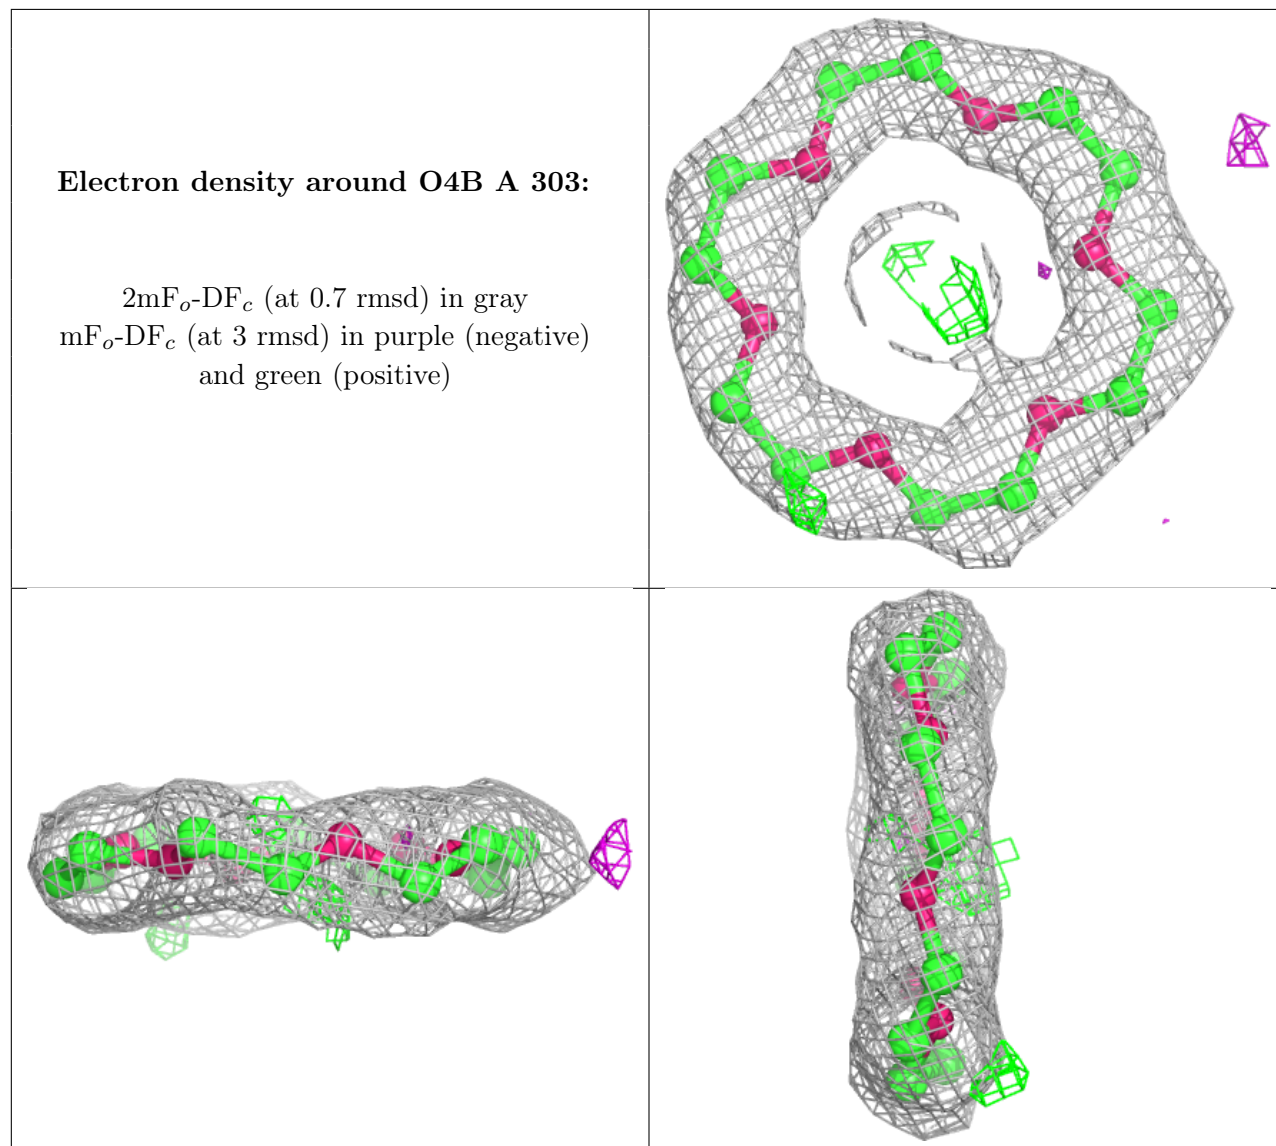 Electron density around O4B A 303:
2mFo-DFc (at 0.7 rmsd) in gray
mFo-DFc (at 3 rmsd) in purple (negative)
and green (positive)